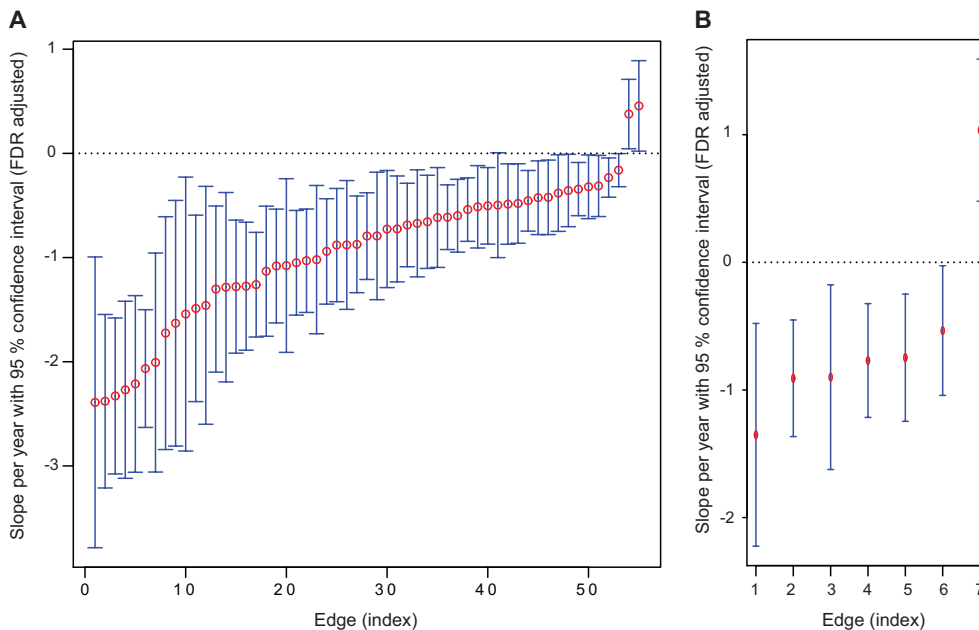 A
Slope per year with 95 % confidence interval (FDR adjusted)
1
0
-1
-2
-3
0 10 20 30 40 50
Edge (index)
B
Slope per year with 95 % confidence interval (FDR adjusted)
1
0
-1
-2
1 2 3 4 5 6 7
Edge (index)